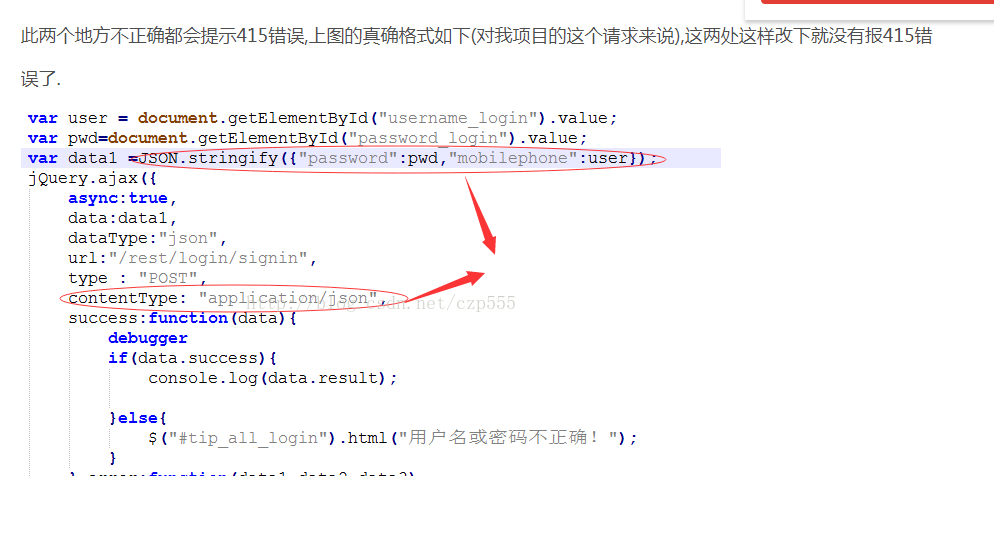 此两个地方不正确都会提示415错误,上图的真确格式如下(对我项目的这个请求来说),这两处这样改下就没有报415错
误了.
var user = document.getElementById("username_login").value;
var pwd=document.getElementById("password_login").value;
var data1 =JSON.stringify({"password":pwd,"mobilephone":user});
jQuery.ajax({
async:true,
data:data1,
dataType:"json",
url:"/rest/login/signin",
type : "POST",
contentType: "application/json",
http://blog.csdn.net/czp555
success:function(data){
debugger
if(data.success){
console.log(data.result);
}else{
$("#tip_all_login").html("用户名或密码不正确！");
}